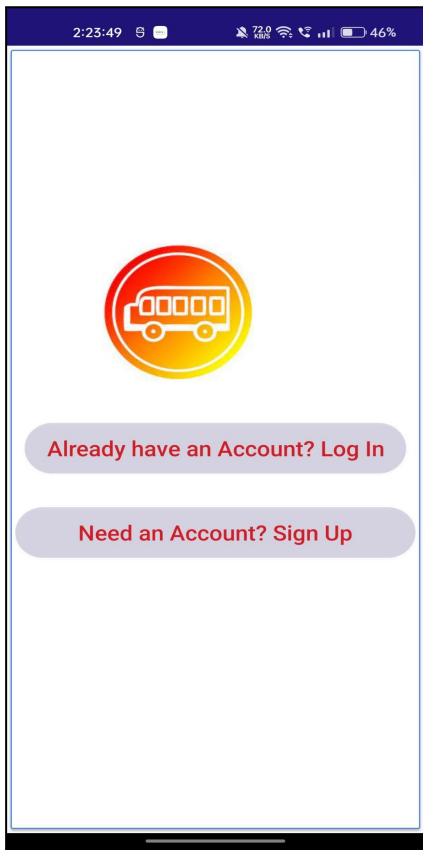 2:23:49 72.0 KB/S 46%
Already have an Account? Log In
Need an Account? Sign Up